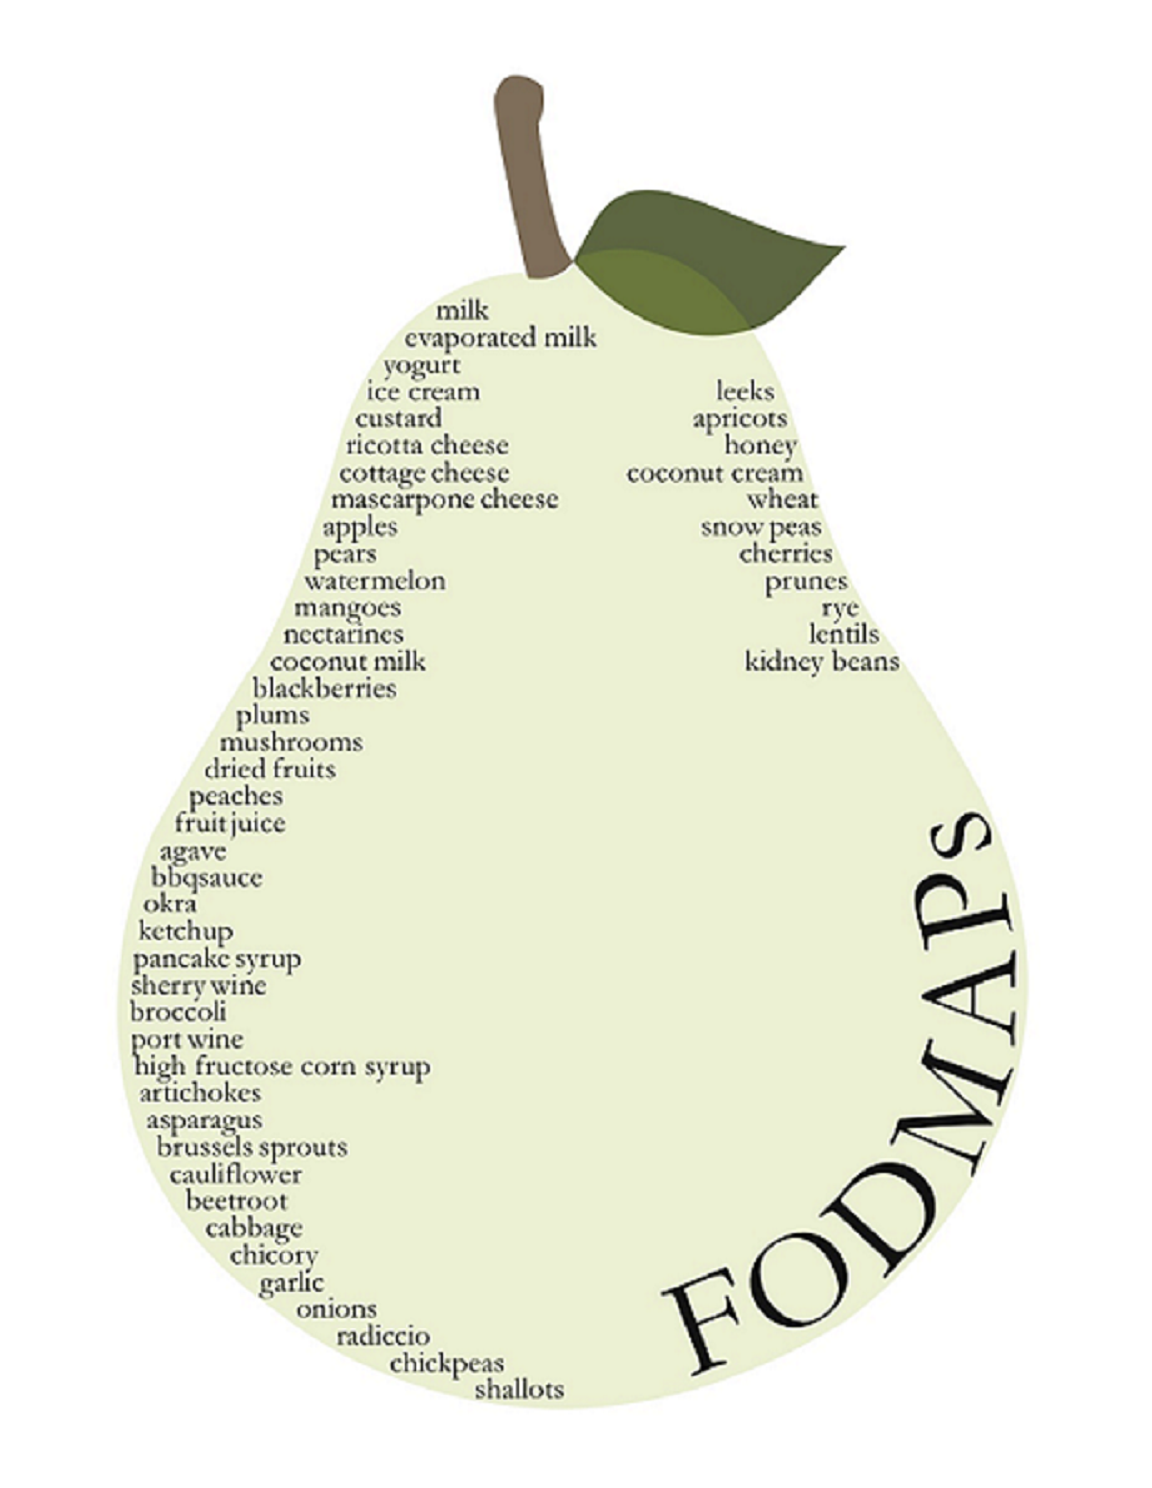 milk
evaporated milk
yogurt
ice cream
custard
ricotta cheese
cottage cheese
mascarpone cheese
apples
pears
watermelon
mangoes
nectarines
coconut milk
blackberries
plums
mushrooms
dried fruits
peaches
fruit juice
agave
bbqsauce
okra
ketchup
pancake syrup
sherry wine
broccoli
port wine
high fructose corn syrup
artichokes
asparagus
brussels sprouts
cauliflower
beetroot
cabbage
chicory
garlic
onions
radiccio
chickpeas
shallots
leeks
apricots
honey
coconut cream
wheat
snow peas
cherries
prunes
rye
lentils
kidney beans
FODMAPS